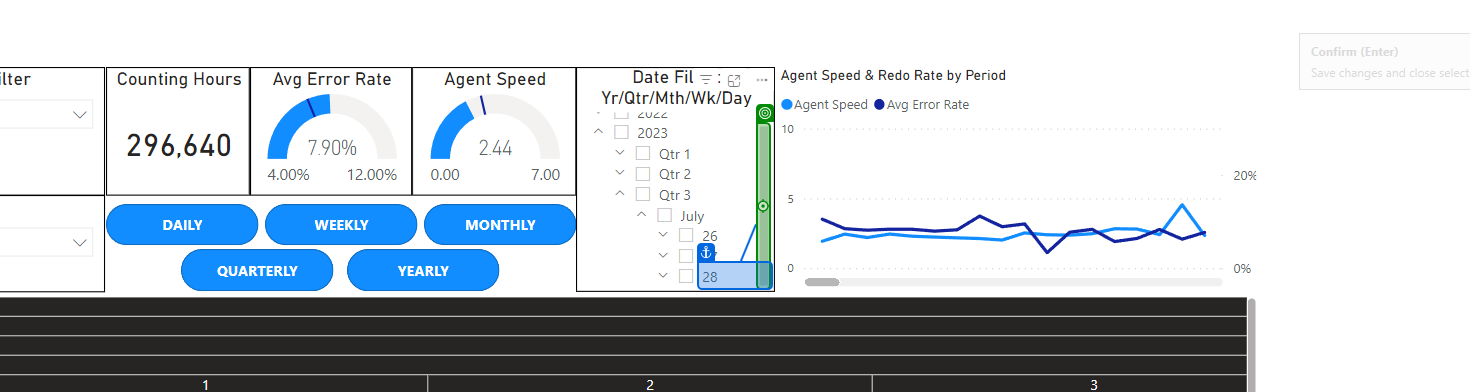 Confirm (Enter)
Save changes and close select
ilter
Counting Hours
296,640
Avg Error Rate
7.90%
4.00%
12.00%
Agent Speed
2.44
0.00
7.00
Date Fil :
Yr/Qtr/Mth/Wk/Day
2022
2023
Qtr 1
Qtr 2
Qtr 3
July
26
28
Agent Speed & Redo Rate by Period
Agent Speed
Avg Error Rate
10
5
0
20%
0%
DAILY
WEEKLY
MONTHLY
QUARTERLY
YEARLY
1
2
3